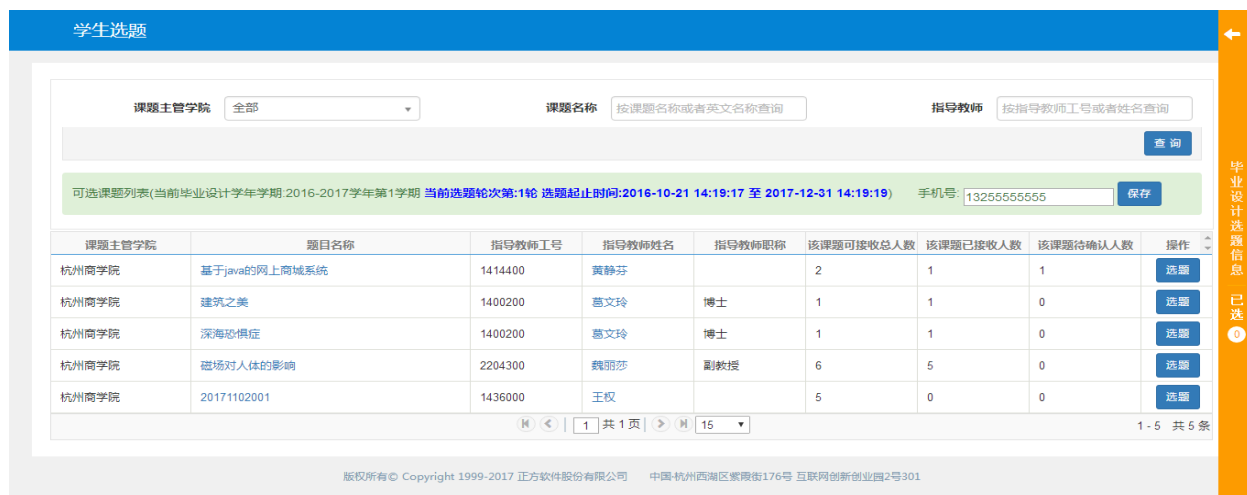 学生选题
课题主管学院 全部 课题名称 按课题名称或者英文名称查询 指导教师 按指导教师工号或者姓名查询
查 询
可选课题列表(当前毕业设计学年学期:2016-2017学年第1学期 当前选题轮次第:1轮 选题起止时间:2016-10-21 14:19:17 至 2017-12-31 14:19:19) 手机号: 13255555555 保存
课题主管学院 题目名称 指导教师工号 指导教师姓名 指导教师职称 该课题可接收总人数 该课题已接收人数 该课题待确认人数 操作
杭州商学院 基于java的网上商城系统 1414400 黄静芬 2 1 1 选题
杭州商学院 建筑之美 1400200 葛文玲 博士 1 1 0 选题
杭州商学院 深海恐惧症 1400200 葛文玲 博士 1 1 0 选题
杭州商学院 磁场对人体的影响 2204300 魏丽莎 副教授 6 5 0 选题
杭州商学院 20171102001 1436000 王权 5 0 0 选题
1 共 1 页 15 1 - 5 共 5 条
版权所有© Copyright 1999-2017 正方软件股份有限公司 中国·杭州西湖区紫霞街176号 互联网创新创业园2号301
毕业设计选题信息 已选 0